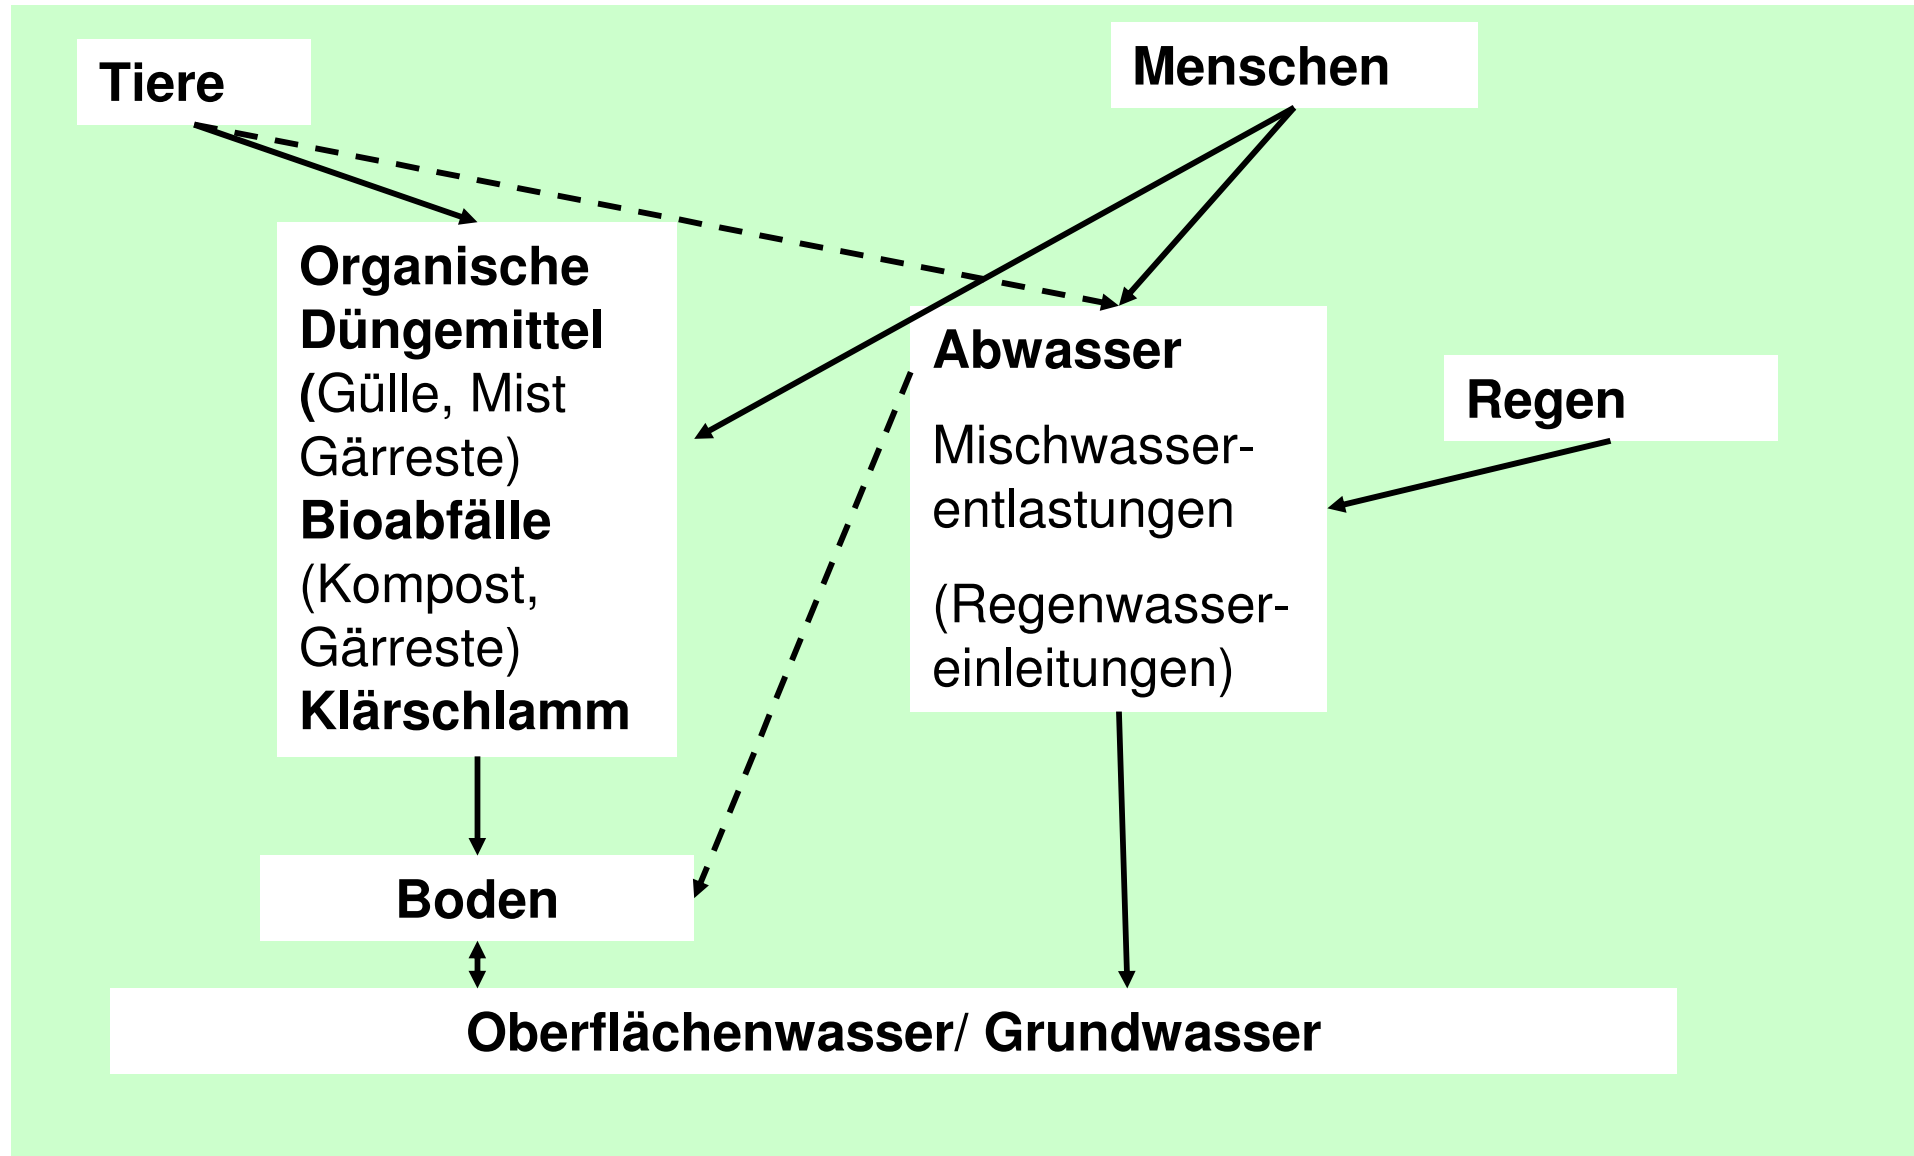 Tiere
Menschen
Organische
Düngemittel
(Gülle, Mist
Gärreste)
Bioabfälle
(Kompost,
Gärreste)
Klärschlamm
Abwasser
Mischwasser-
entlastungen
(Regenwasser-
einleitungen)
Regen
Boden
Oberflächenwasser/ Grundwasser